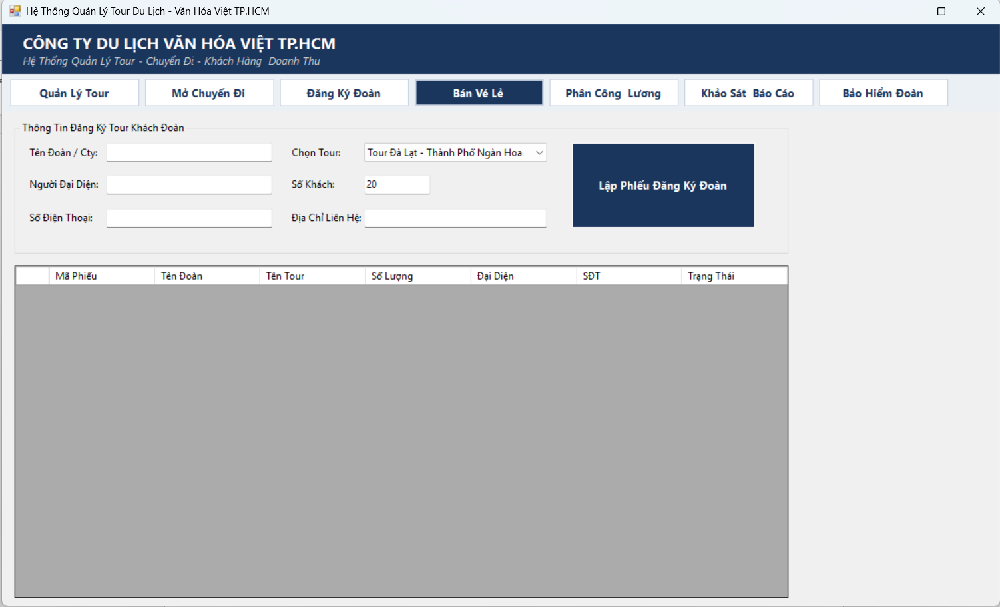 Hệ Thống Quản Lý Tour Du Lịch - Văn Hóa Việt TP.HCM
CÔNG TY DU LỊCH VĂN HÓA VIỆT TP.HCM
Hệ Thống Quản Lý Tour - Chuyến Đi - Khách Hàng  Doanh Thu
Quản Lý Tour
Mở Chuyến Đi
Đăng Ký Đoàn
Bán Vé Lẻ
Phân Công  Lương
Khảo Sát  Báo Cáo
Bảo Hiểm Đoàn
Thông Tin Đăng Ký Tour Khách Đoàn
Tên Đoàn / Cty:
Chọn Tour: Tour Đà Lạt - Thành Phố Ngàn Hoa
Người Đại Diện:
Số Khách: 20
Số Điện Thoại:
Địa Chỉ Liên Hệ:
Lập Phiếu Đăng Ký Đoàn
Mã Phiếu Tên Đoàn Tên Tour Số Lượng Đại Diện SĐT Trạng Thái